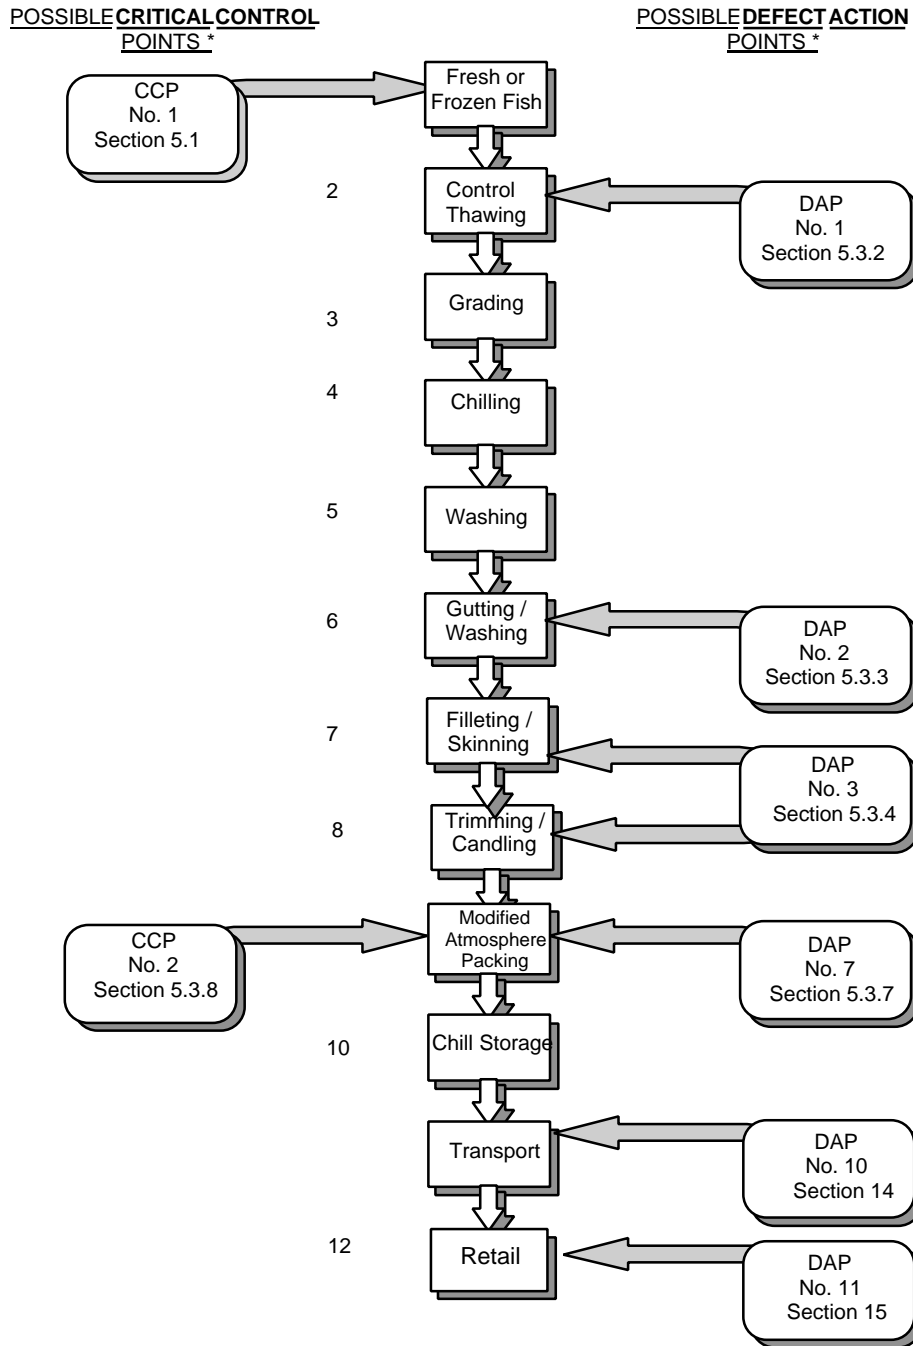 POSSIBLE CRITICAL CONTROL
POINTS *
POSSIBLE DEFECT ACTION
POINTS *
CCP
No. 1
Section 5.1
Fresh or
Frozen Fish
2
Control
Thawing
DAP
No. 1
Section 5.3.2
3
Grading
4
Chilling
5
Washing
6
Gutting /
Washing
DAP
No. 2
Section 5.3.3
7
Filleting /
Skinning
DAP
No. 3
Section 5.3.4
8
Trimming /
Candling
CCP
No. 2
Section 5.3.8
Modified
Atmosphere
Packing
DAP
No. 7
Section 5.3.7
10
Chill Storage
Transport
DAP
No. 10
Section 14
12
Retail
DAP
No. 11
Section 15